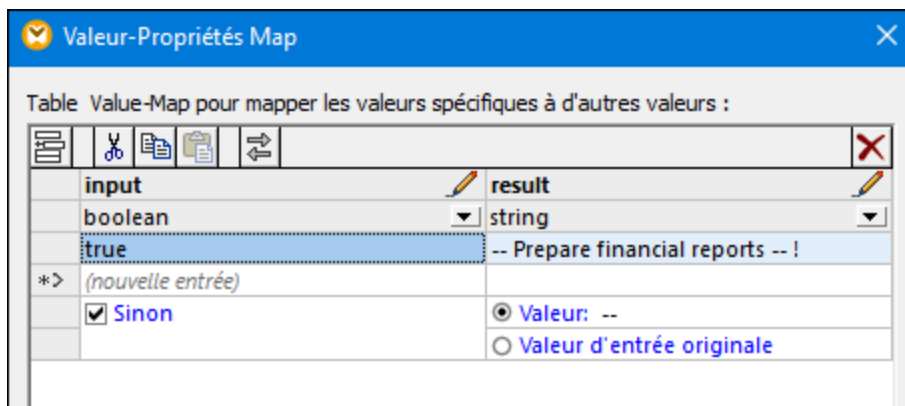 Valeur-Propriétés Map
Table Value-Map pour mapper les valeurs spécifiques à d'autres valeurs :
input result
boolean string
true -- Prepare financial reports -- !
(nouvelle entrée)
Sinon Valeur: --
Valeur d'entrée originale